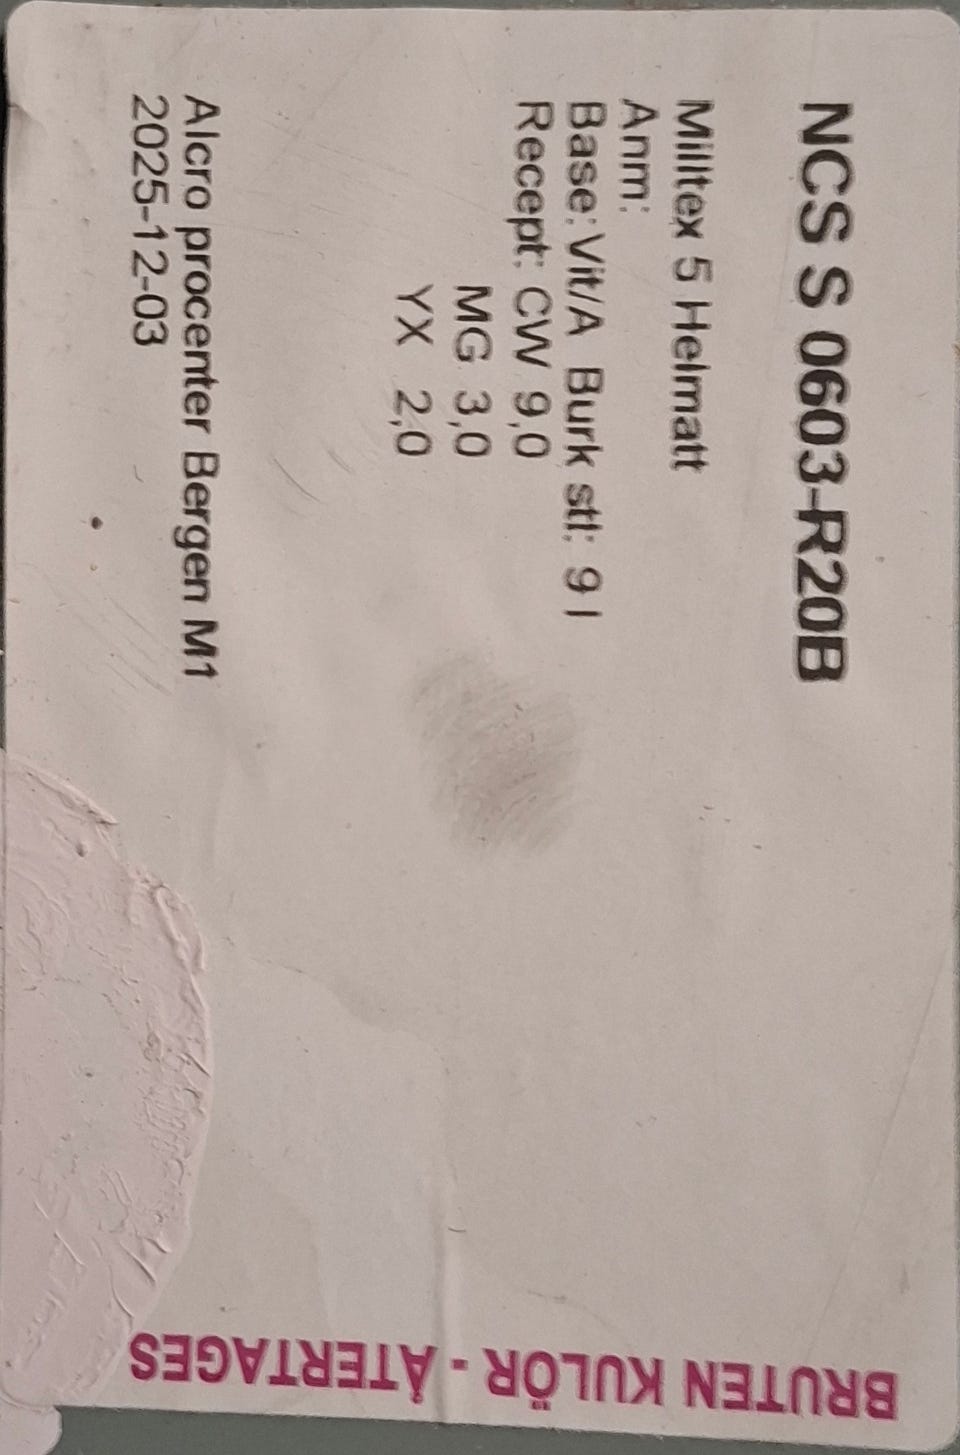 NCS S 0603-R20B
Milltex 5 Helmatt
Anm:
Base: Vit/A Burk stl: 9 l
Recept: CW 9,0
MG 3,0
YX 2,0
Alcro procenter Bergen M1
2025-12-03
BRUTEN KULÖR - ÅTERTAGES